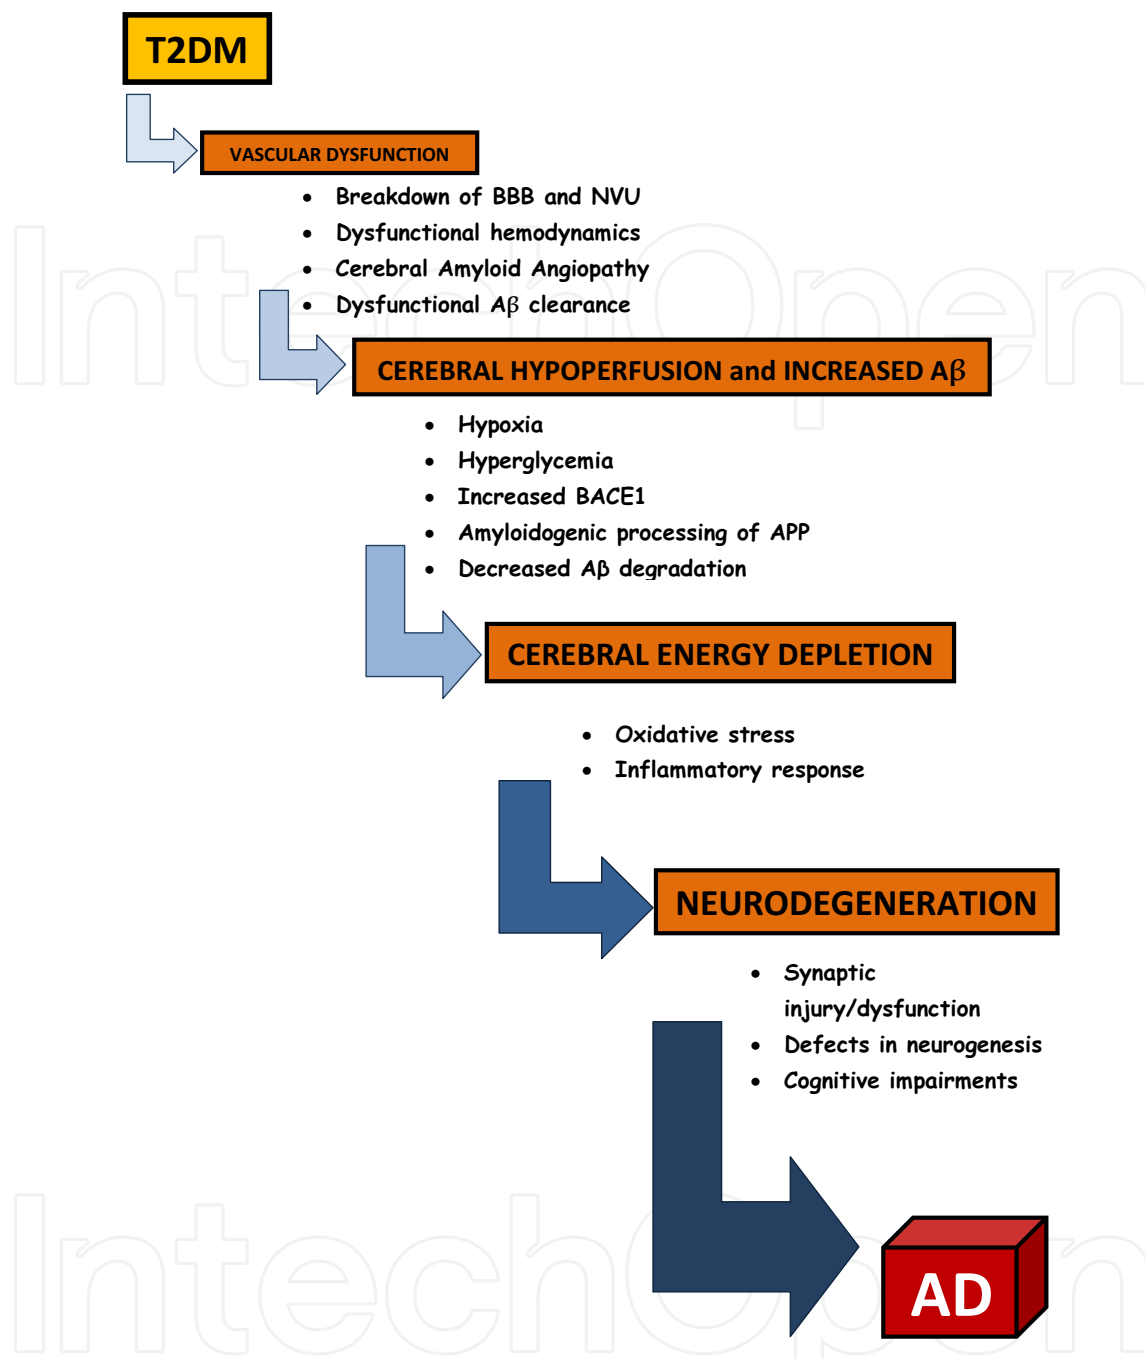 T2DM
VASCULAR DYSFUNCTION
• Breakdown of BBB and NVU
• Dysfunctional hemodynamics
• Cerebral Amyloid Angiopathy
• Dysfunctional Aβ clearance
CEREBRAL HYPOPERFUSION and INCREASED Aβ
• Hypoxia
• Hyperglycemia
• Increased BACE1
• Amyloidogenic processing of APP
• Decreased Aβ degradation
CEREBRAL ENERGY DEPLETION
• Oxidative stress
• Inflammatory response
NEURODEGENERATION
• Synaptic
injury/dysfunction
• Defects in neurogenesis
• Cognitive impairments
AD
IntechOpen
IntechOpen